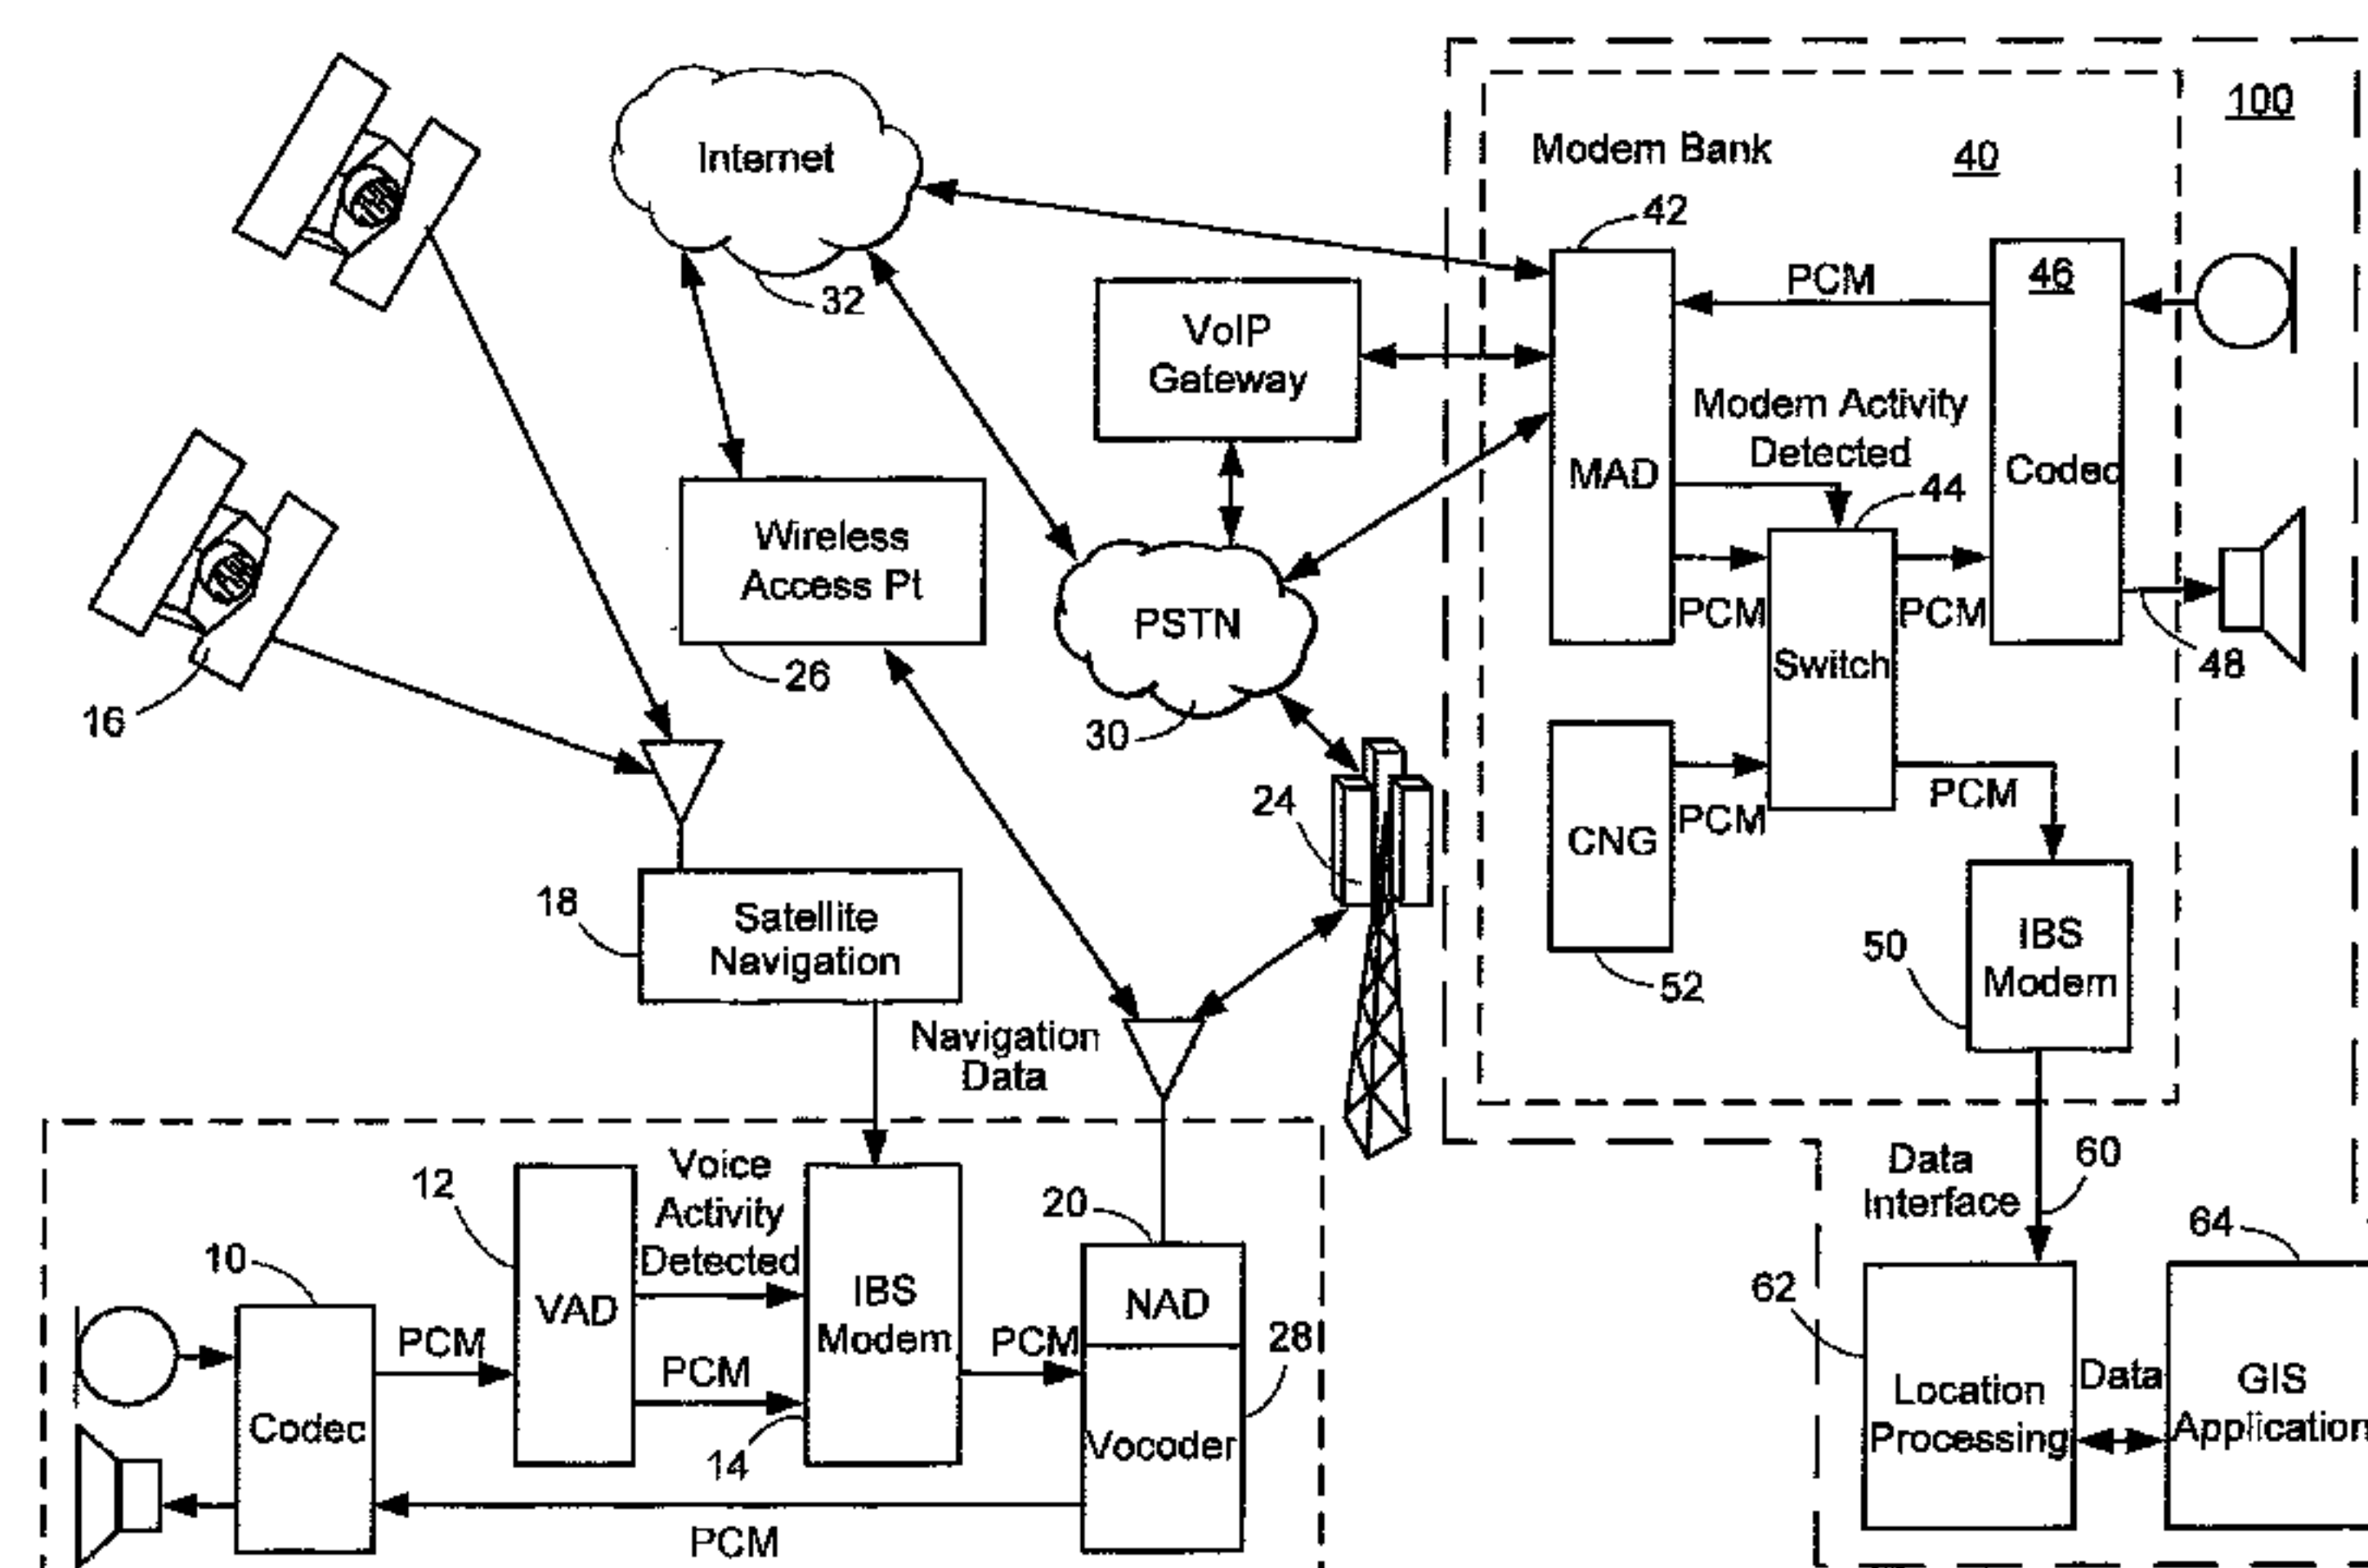 100
Modem Bank
40
42
Internet
32
VoIP
Gateway
PCM
46
Modem Activity
Detected
MAD
44
Codec
Wireless
Access Pt
26
PCM
PCM
Switch
48
PSTN
30
16
24
CNG
PCM
PCM
52
50
IBS
Modem
18
Satellite
Navigation
Navigation
Data
Data
Interface
60
12
Voice
Activity
Detected
VAD
10
PCM
PCM
IBS
Modem
14
PCM
20
NAD
28
Vocoder
Codec
PCM
62
64
Location
Processing
Data
GIS
Application